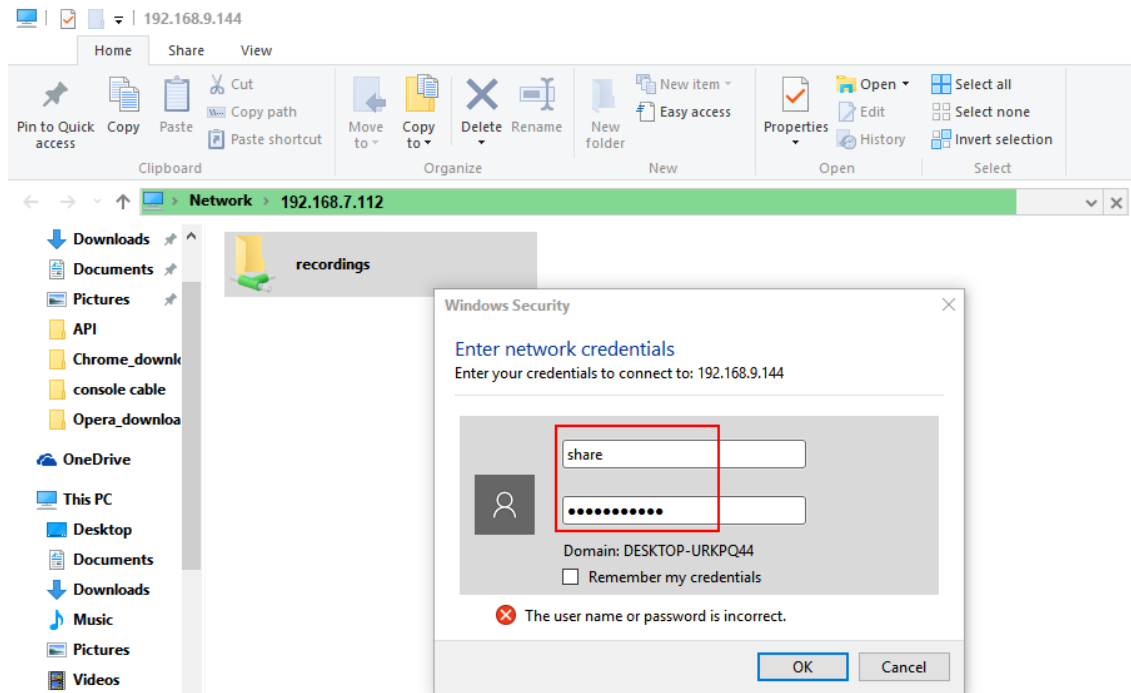 192.168.9.144
Home Share View
Pin to Quick access
Copy
Paste
Cut
Copy path
Paste shortcut
Clipboard
Move to
Copy to
Delete
Rename
Organize
New folder
New item
Easy access
New
Properties
Open
Edit
History
Open
Select all
Select none
Invert selection
Select
Network > 192.168.7.112
Downloads
Documents
Pictures
API
Chrome_downlo
console cable
Opera_downloa
OneDrive
This PC
Desktop
Documents
Downloads
Music
Pictures
Videos
recordings
Windows Security
Enter network credentials
Enter your credentials to connect to: 192.168.9.144
share
●●●●●●●●●●●
Domain: DESKTOP-URKPQ44
Remember my credentials
The user name or password is incorrect.
OK Cancel